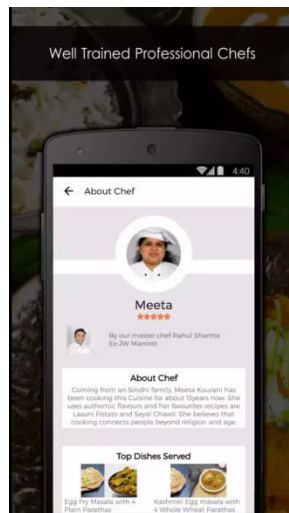 Well Trained Professional Chefs
4:40
← About Chef
Meeta
By our master chef Rahul Sharma
Ex-JW Marriott
About Chef
Coming from an Sindhi family, Meeta Kourani has
been cooking this Cuisine for about 15years now. She
uses authentic flavours and her favourites recipes are
Lasuni Potato and Seysi Chawli. She believes that
cooking connects people beyond religion and age.
Top Dishes Served
Egg Fry Masala with 4
Plain Parathas
Kashmiri Egg masala with
4 Whole Wheat Parathas